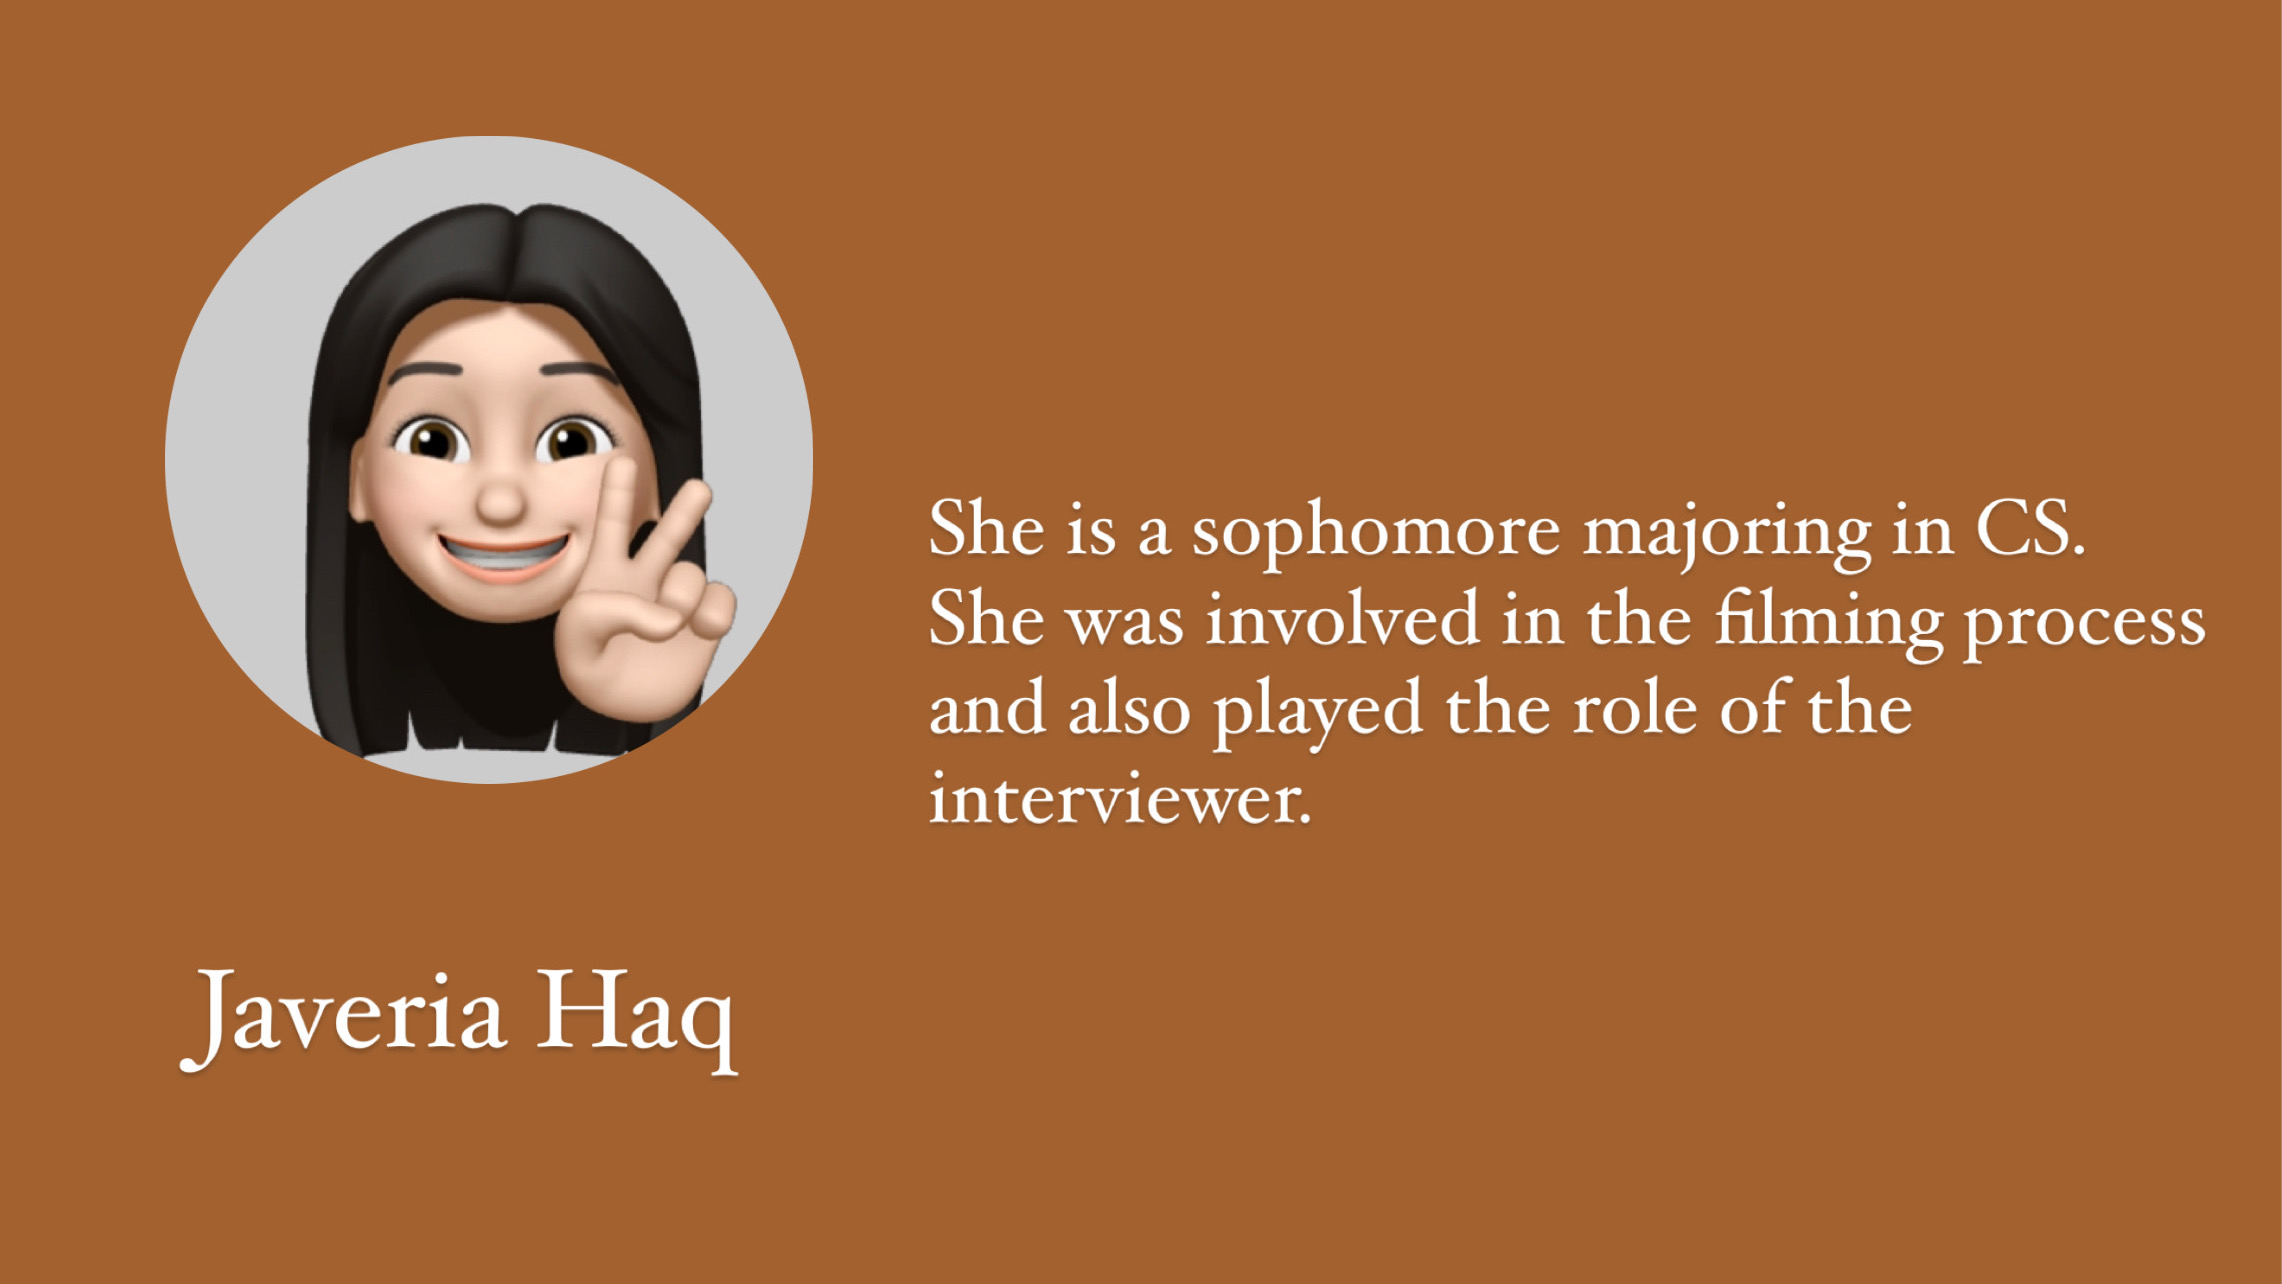 She is a sophomore majoring in CS.
She was involved in the filming process
and also played the role of the
interviewer.
Javeria Haq